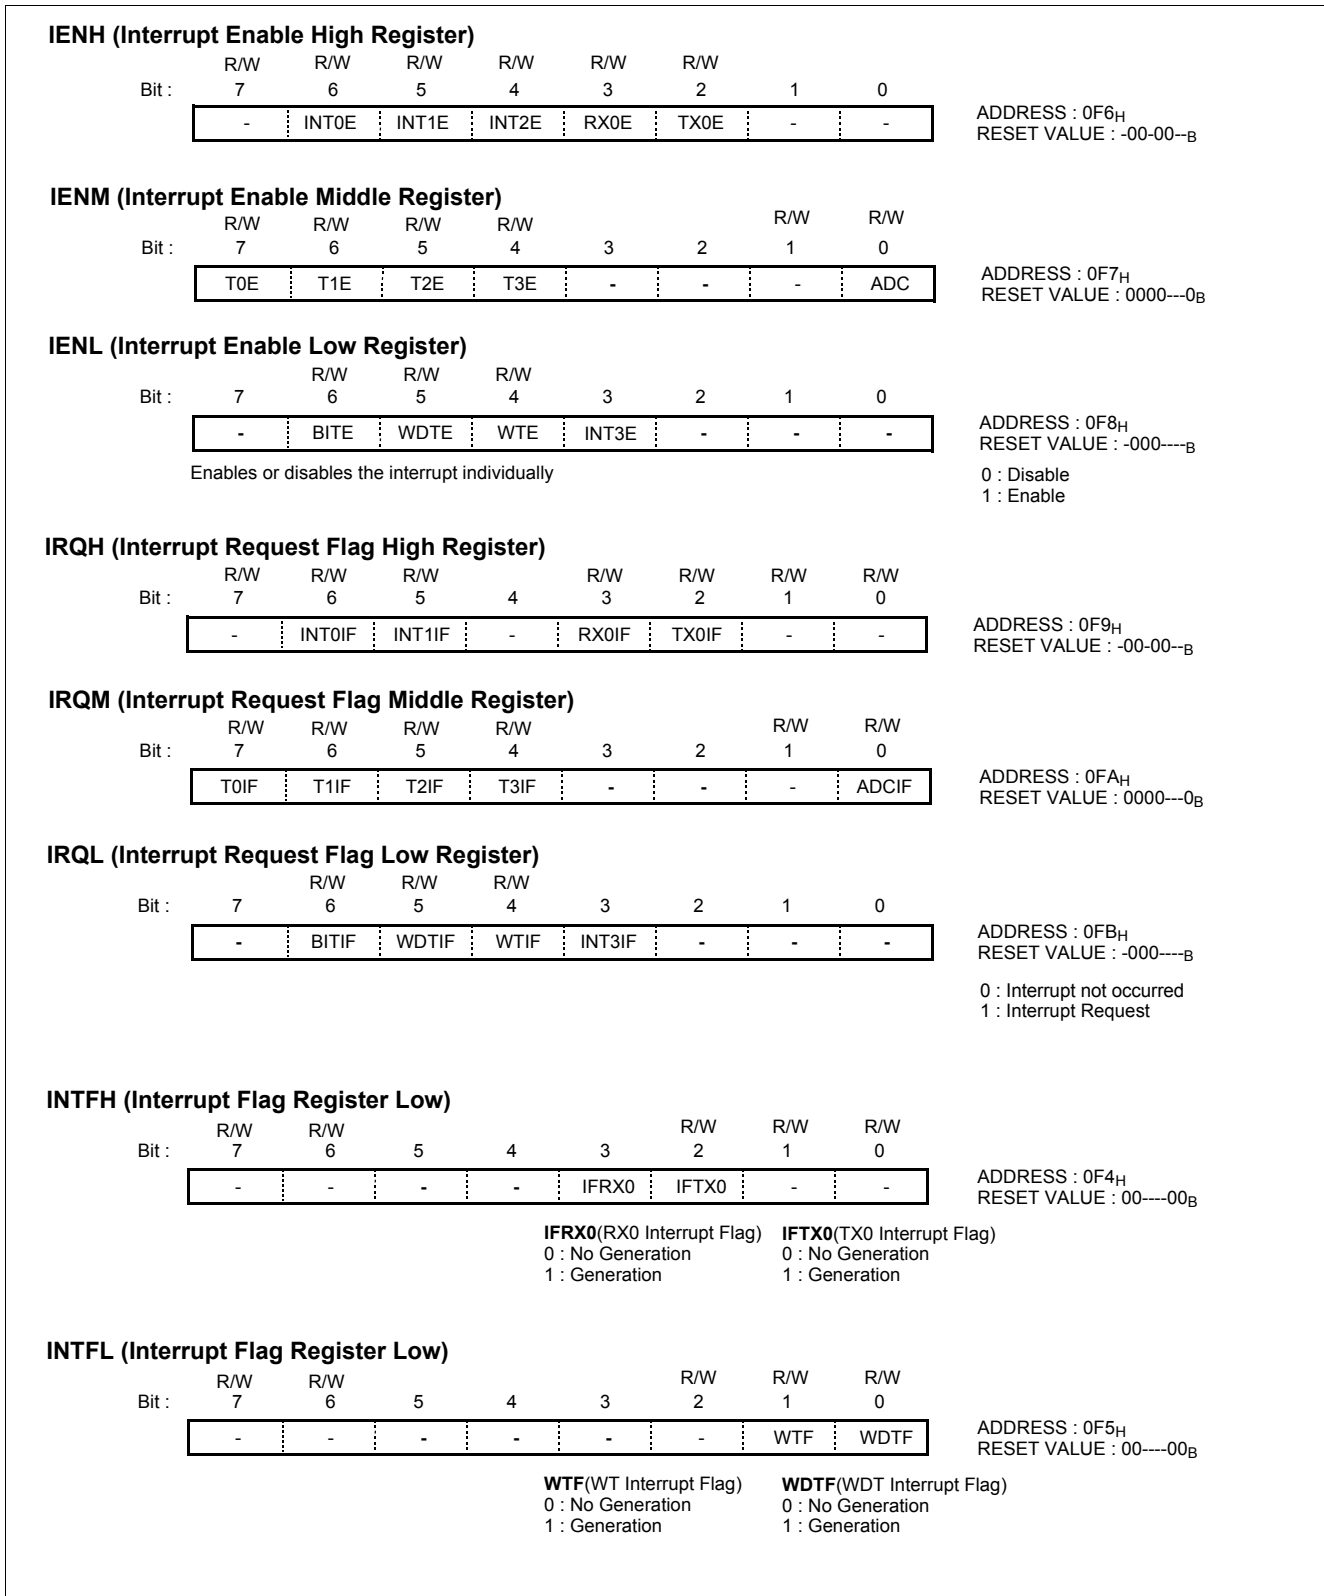 IENH (Interrupt Enable High Register)
R/W R/W R/W R/W R/W R/W
Bit : 7 6 5 4 3 2 1 0
- INT0E INT1E INT2E RX0E TX0E - -
ADDRESS : 0F6H
RESET VALUE : -00-00--B
IENM (Interrupt Enable Middle Register)
R/W R/W R/W R/W R/W R/W
Bit : 7 6 5 4 3 2 1 0
T0E T1E T2E T3E - - - ADC
ADDRESS : 0F7H
RESET VALUE : 0000---0B
IENL (Interrupt Enable Low Register)
R/W R/W R/W
Bit : 7 6 5 4 3 2 1 0
- BITE WDTE WTE INT3E - - -
ADDRESS : 0F8H
RESET VALUE : -000----B
Enables or disables the interrupt individually
0 : Disable
1 : Enable
IRQH (Interrupt Request Flag High Register)
R/W R/W R/W R/W R/W R/W R/W
Bit : 7 6 5 4 3 2 1 0
- INT0IF INT1IF - RX0IF TX0IF - -
ADDRESS : 0F9H
RESET VALUE : -00-00--B
IRQM (Interrupt Request Flag Middle Register)
R/W R/W R/W R/W R/W R/W
Bit : 7 6 5 4 3 2 1 0
T0IF T1IF T2IF T3IF - - - ADCIF
ADDRESS : 0FAH
RESET VALUE : 0000---0B
IRQL (Interrupt Request Flag Low Register)
R/W R/W R/W
Bit : 7 6 5 4 3 2 1 0
- BITIF WDTIF WTIF INT3IF - - -
ADDRESS : 0FBH
RESET VALUE : -000----B
0 : Interrupt not occurred
1 : Interrupt Request
INTFH (Interrupt Flag Register Low)
R/W R/W R/W R/W R/W
Bit : 7 6 5 4 3 2 1 0
- - - - IFRX0 IFTX0 - -
ADDRESS : 0F4H
RESET VALUE : 00----00B
IFRX0(RX0 Interrupt Flag) IFTX0(TX0 Interrupt Flag)
0 : No Generation 0 : No Generation
1 : Generation 1 : Generation
INTFL (Interrupt Flag Register Low)
R/W R/W R/W R/W R/W
Bit : 7 6 5 4 3 2 1 0
- - - - - - WTF WDTF
ADDRESS : 0F5H
RESET VALUE : 00----00B
WTF(WT Interrupt Flag) WDTF(WDT Interrupt Flag)
0 : No Generation 0 : No Generation
1 : Generation 1 : Generation